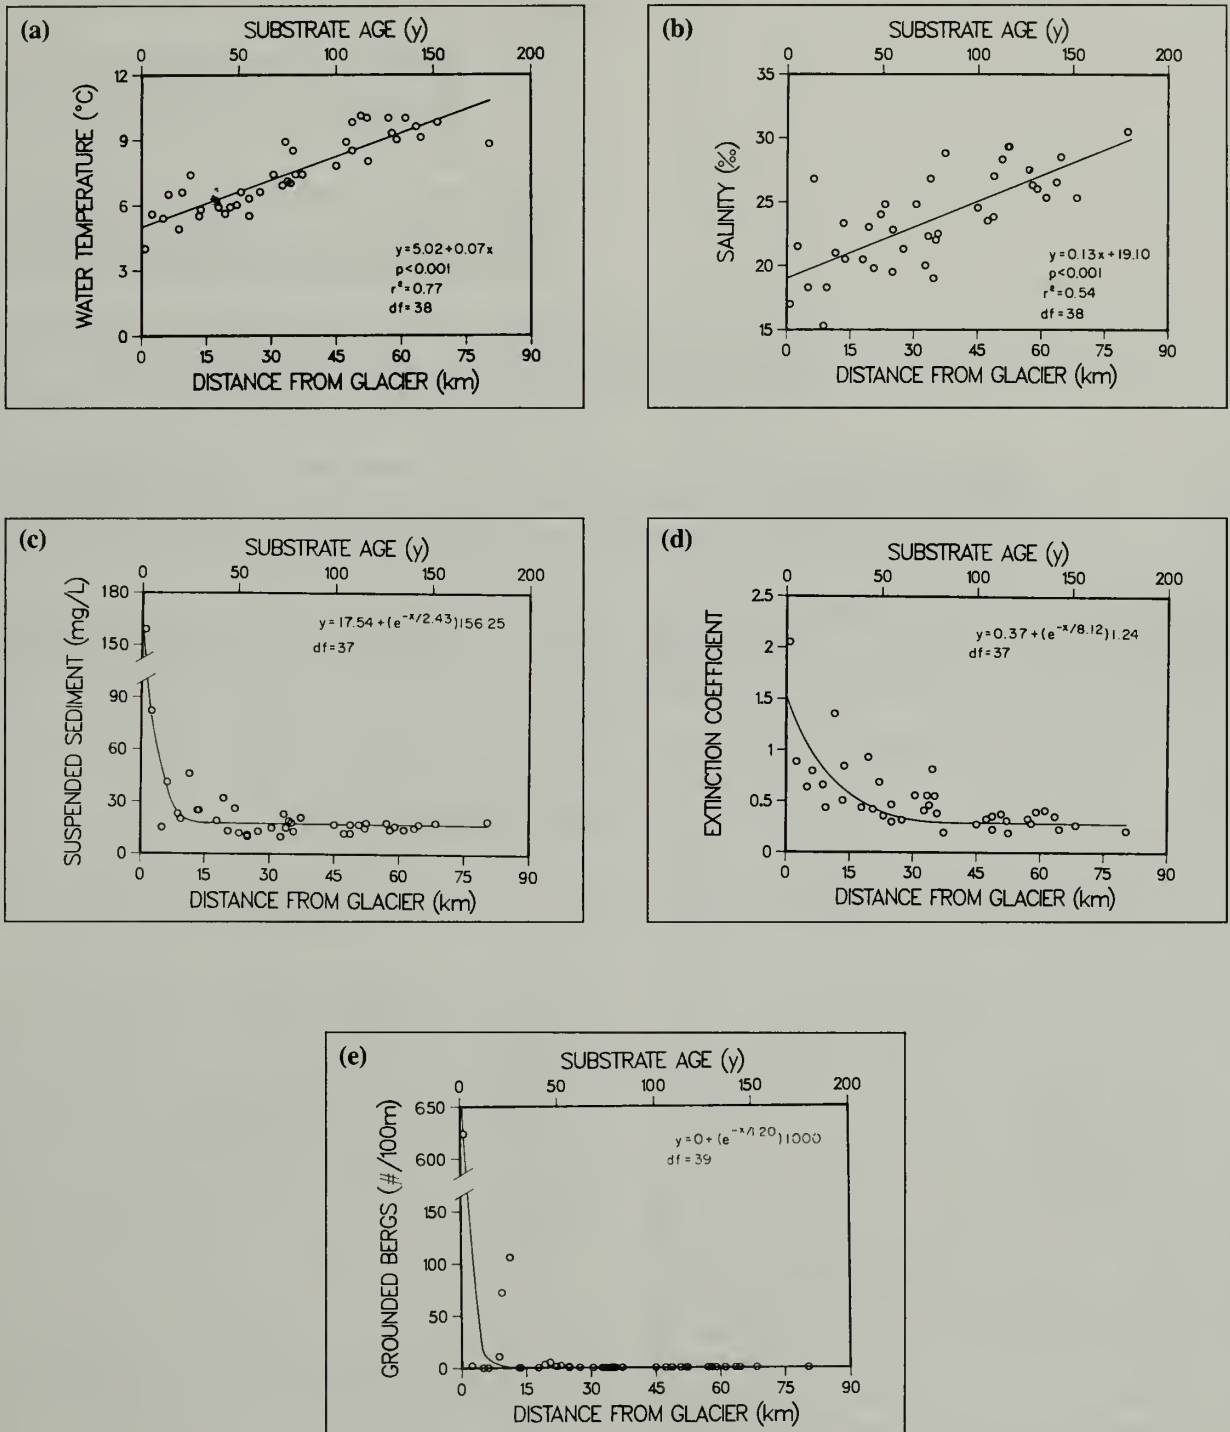 (a)
SUBSTRATE AGE (y)
0 50 100 150 200
WATER TEMPERATURE (°C)
12
9
6
3
0
y=5.02+0.07x
p<0.001
r²=0.77
df=38
0 15 30 45 60 75 90
DISTANCE FROM GLACIER (km)
(b)
SUBSTRATE AGE (y)
0 50 100 150 200
SALINITY (‰)
35
30
25
20
15
y=0.13x+19.10
p<0.001
r²=0.54
df=38
0 15 30 45 60 75 90
DISTANCE FROM GLACIER (km)
(c)
SUBSTRATE AGE (y)
0 50 100 150 200
SUSPENDED SEDIMENT (mg/L)
180
150
90
60
30
0
y=17.54+(e^-x/2.43)156.25
df=37
0 15 30 45 60 75 90
DISTANCE FROM GLACIER (km)
(d)
SUBSTRATE AGE (y)
0 50 100 150 200
EXTINCTION COEFFICIENT
2.5
2
1.5
1
0.5
0
y=0.37+(e^-x/8.12)1.24
df=37
0 15 30 45 60 75 90
DISTANCE FROM GLACIER (km)
(e)
SUBSTRATE AGE (y)
0 50 100 150 200
GROUNDED BERGS (#/100m)
650
600
150
100
50
0
y=0+(e^-x/1.20)1000
df=39
0 15 30 45 60 75 90
DISTANCE FROM GLACIER (km)